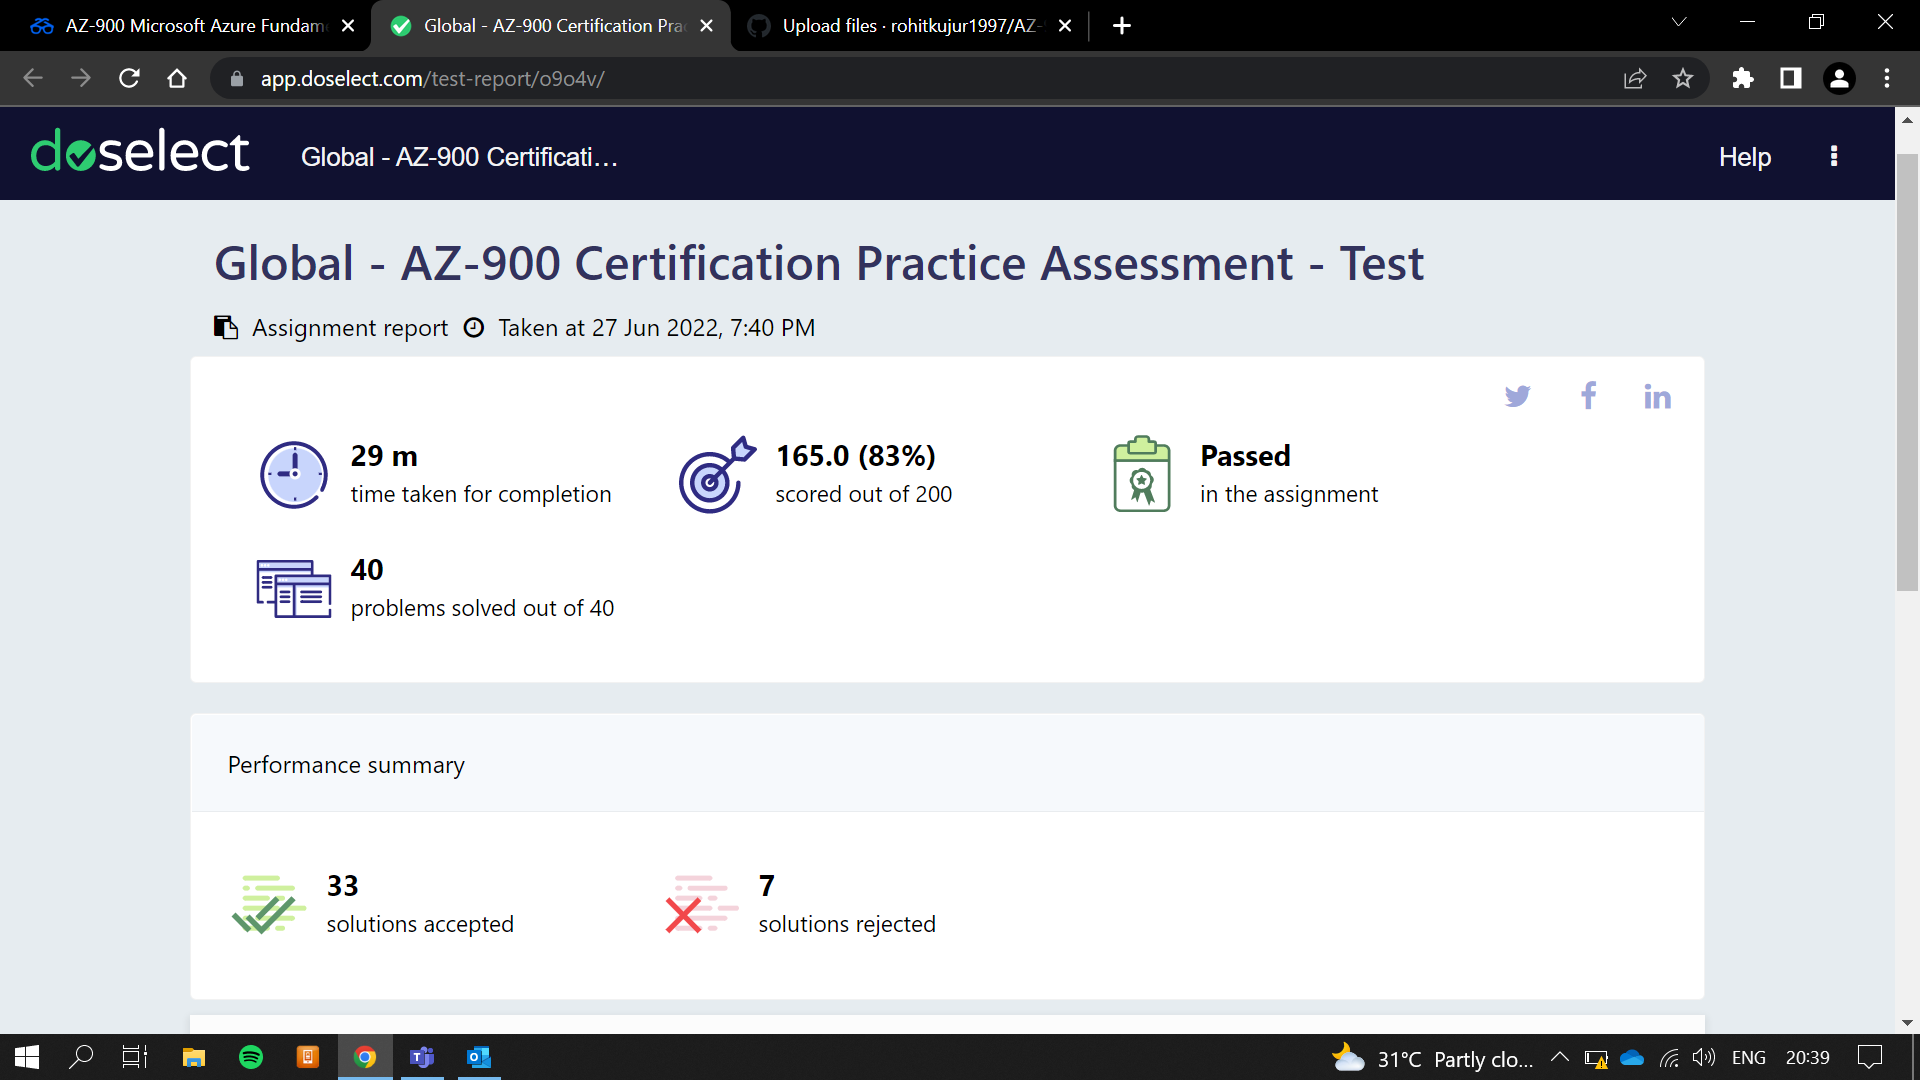 AZ-900 Microsoft Azure Fundam
Global - AZ-900 Certification Pra
Upload files · rohitkujur1997/AZ-
app.doselect.com/test-report/o9o4v/
doselect
Global - AZ-900 Certificati...
Help
Global - AZ-900 Certification Practice Assessment - Test
Assignment report Taken at 27 Jun 2022, 7:40 PM
29 m
time taken for completion
165.0 (83%)
scored out of 200
Passed
in the assignment
40
problems solved out of 40
Performance summary
33
solutions accepted
7
solutions rejected
31°C Partly clo...
ENG
20:39